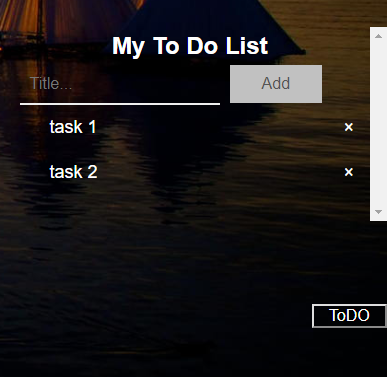 My To Do List
Title... Add
task 1 ×
task 2 ×
ToDO